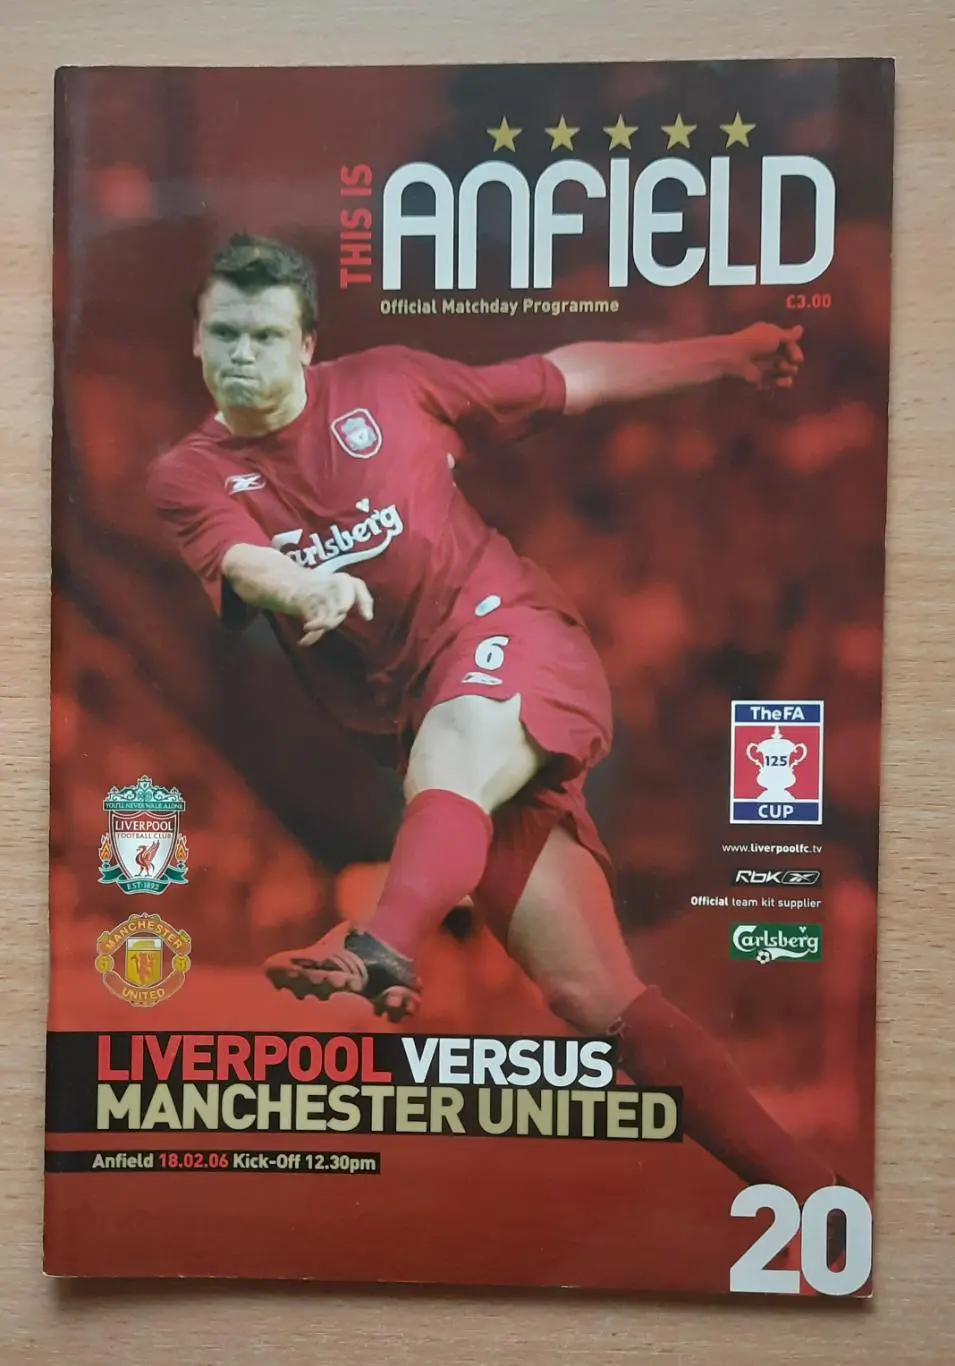 THIS IS
ANFIELD
Official Matchday Programme
£3.00
Carlsberg
6
The FA
125
CUP
www.liverpoolfc.tv
Rbk
Official team kit supplier
Carlsberg
YOU'LL NEVER WALK ALONE
LIVERPOOL
FOOTBALL CLUB
EST·1892
MANCHESTER
UNITED
LIVERPOOL VERSUS
MANCHESTER UNITED
Anfield 18.02.06 Kick-Off 12.30pm
20